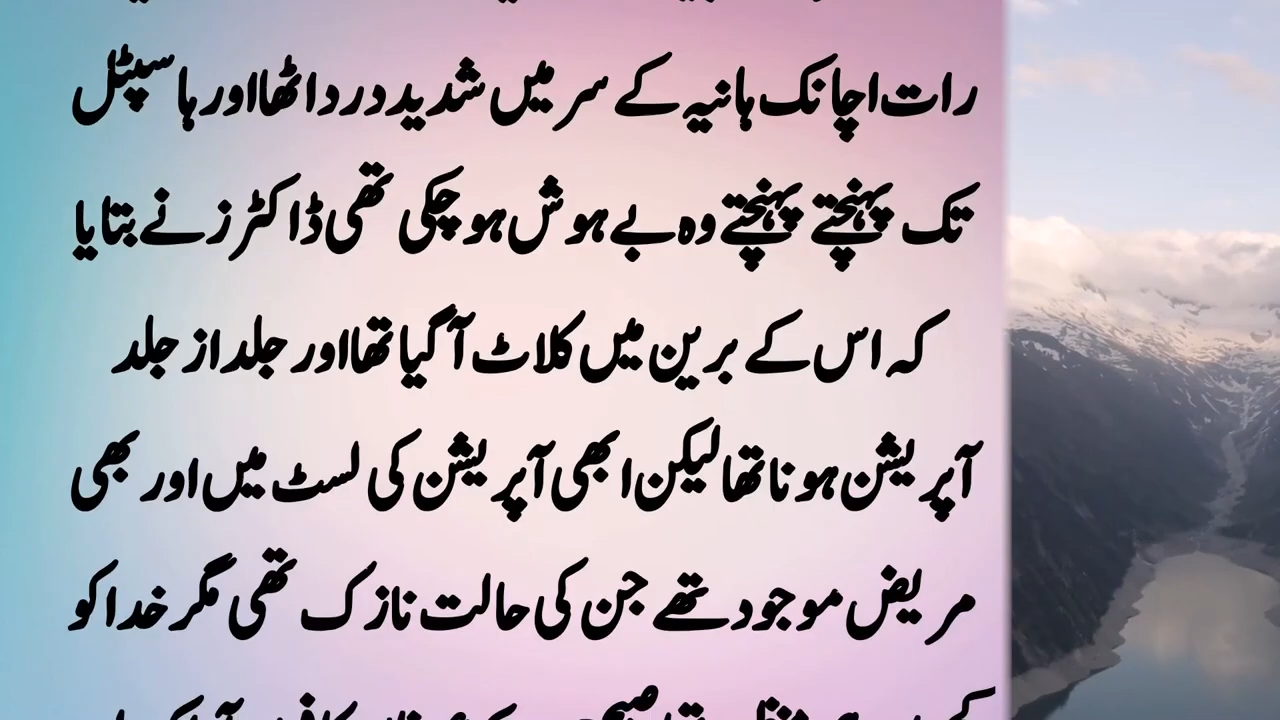 رات اچانک ہانیہ کے سر میں شدید درد اٹھا اور ہاسپٹل
تک پہنچتے پہنچتے وہ بے ہوش ہو چکی تھی ڈاکٹرز نے بتایا
کہ اس کے برین میں کلاٹ آگیا تھا اور جلد از جلد
آپریشن ہونا تھا لیکن ابھی آپریشن کی لسٹ میں اور بھی
مریض موجود تھے جن کی حالت نازک تھی مگر خدا کو